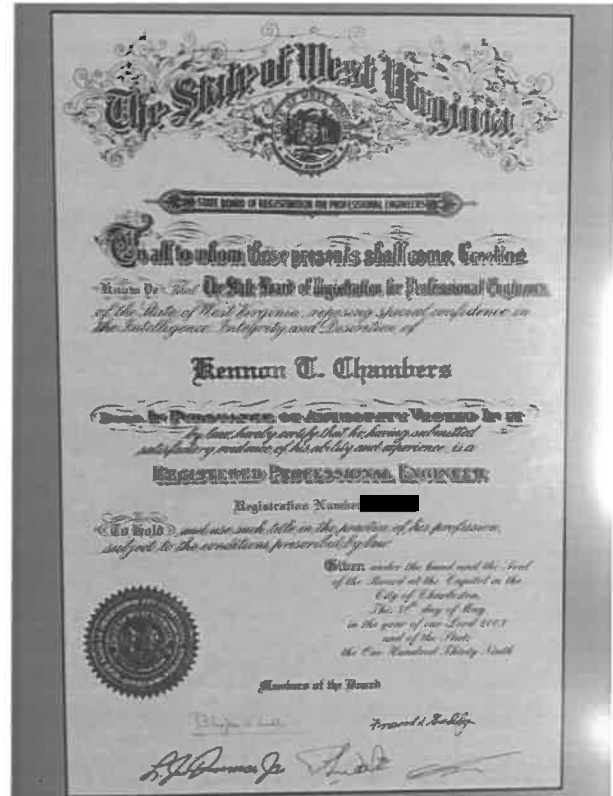 The State of West Virginia
STATE BOARD OF REGISTRATION FOR PROFESSIONAL ENGINEERS
To all to whom these presents shall come, Greeting
Know Ye That The State Board of Registration for Professional Engineers
of the State of West Virginia, reposing special confidence in
the Intelligence, Integrity and Discretion of
Kennon T. Chambers
Does In Pursuance of Authority Vested In It
by law, hereby certify that he, having submitted
satisfactory evidence of his ability and experience, is a
REGISTERED PROFESSIONAL ENGINEER
Registration Number
To Hold and use such title in the practice of his profession,
subject to the conditions prescribed by law
Given under the hand and the Seal
of the Board at the Capitol in the
City of Charleston,
The day of May
in the year of our Lord 2003
and of the State
the One Hundred Thirty Ninth
Members of the Board